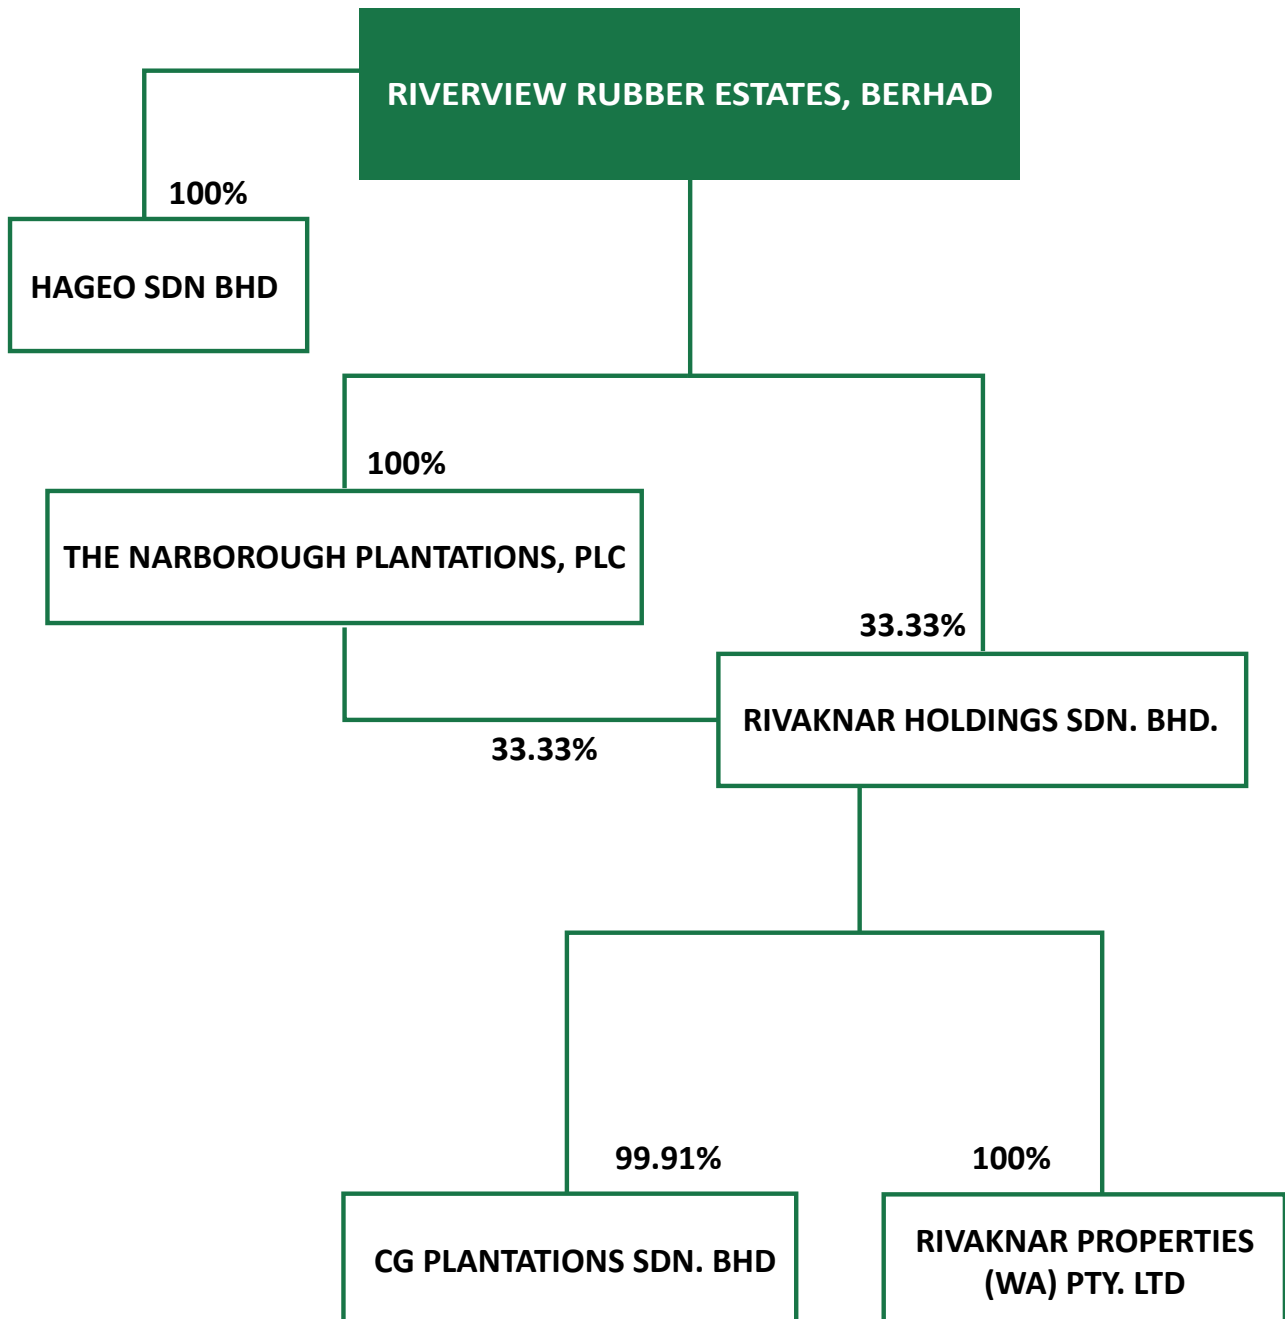 RIVERVIEW RUBBER ESTATES, BERHAD
100%
HAGEO SDN BHD
100%
THE NARBOROUGH PLANTATIONS, PLC
33.33%
RIVAKNAR HOLDINGS SDN. BHD.
33.33%
99.91%
100%
CG PLANTATIONS SDN. BHD
RIVAKNAR PROPERTIES
(WA) PTY. LTD